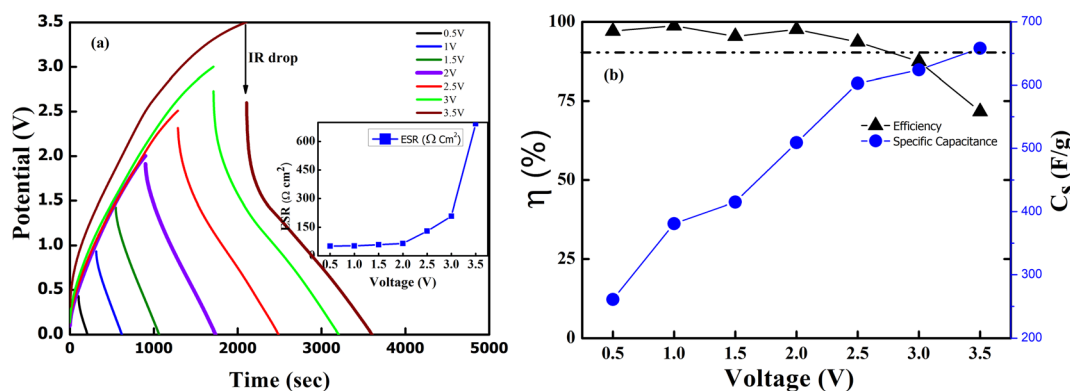 (a)
3.5
3.0
2.5
2.0
1.5
1.0
0.5
0.0
Potential (V)
0
1000
2000
3000
4000
5000
Time (sec)
IR drop
0.5V
1V
1.5V
2V
2.5V
3V
3.5V
ESR (Ω Cm²)
600
450
300
150
0
ESR (Ω cm²)
0.5 1.0 1.5 2.0 2.5 3.0 3.5
Voltage (V)
(b)
100
75
50
25
0
η (%)
Efficiency
Specific Capacitance
700
600
500
400
300
200
Cs (F/g)
0.5 1.0 1.5 2.0 2.5 3.0 3.5
Voltage (V)